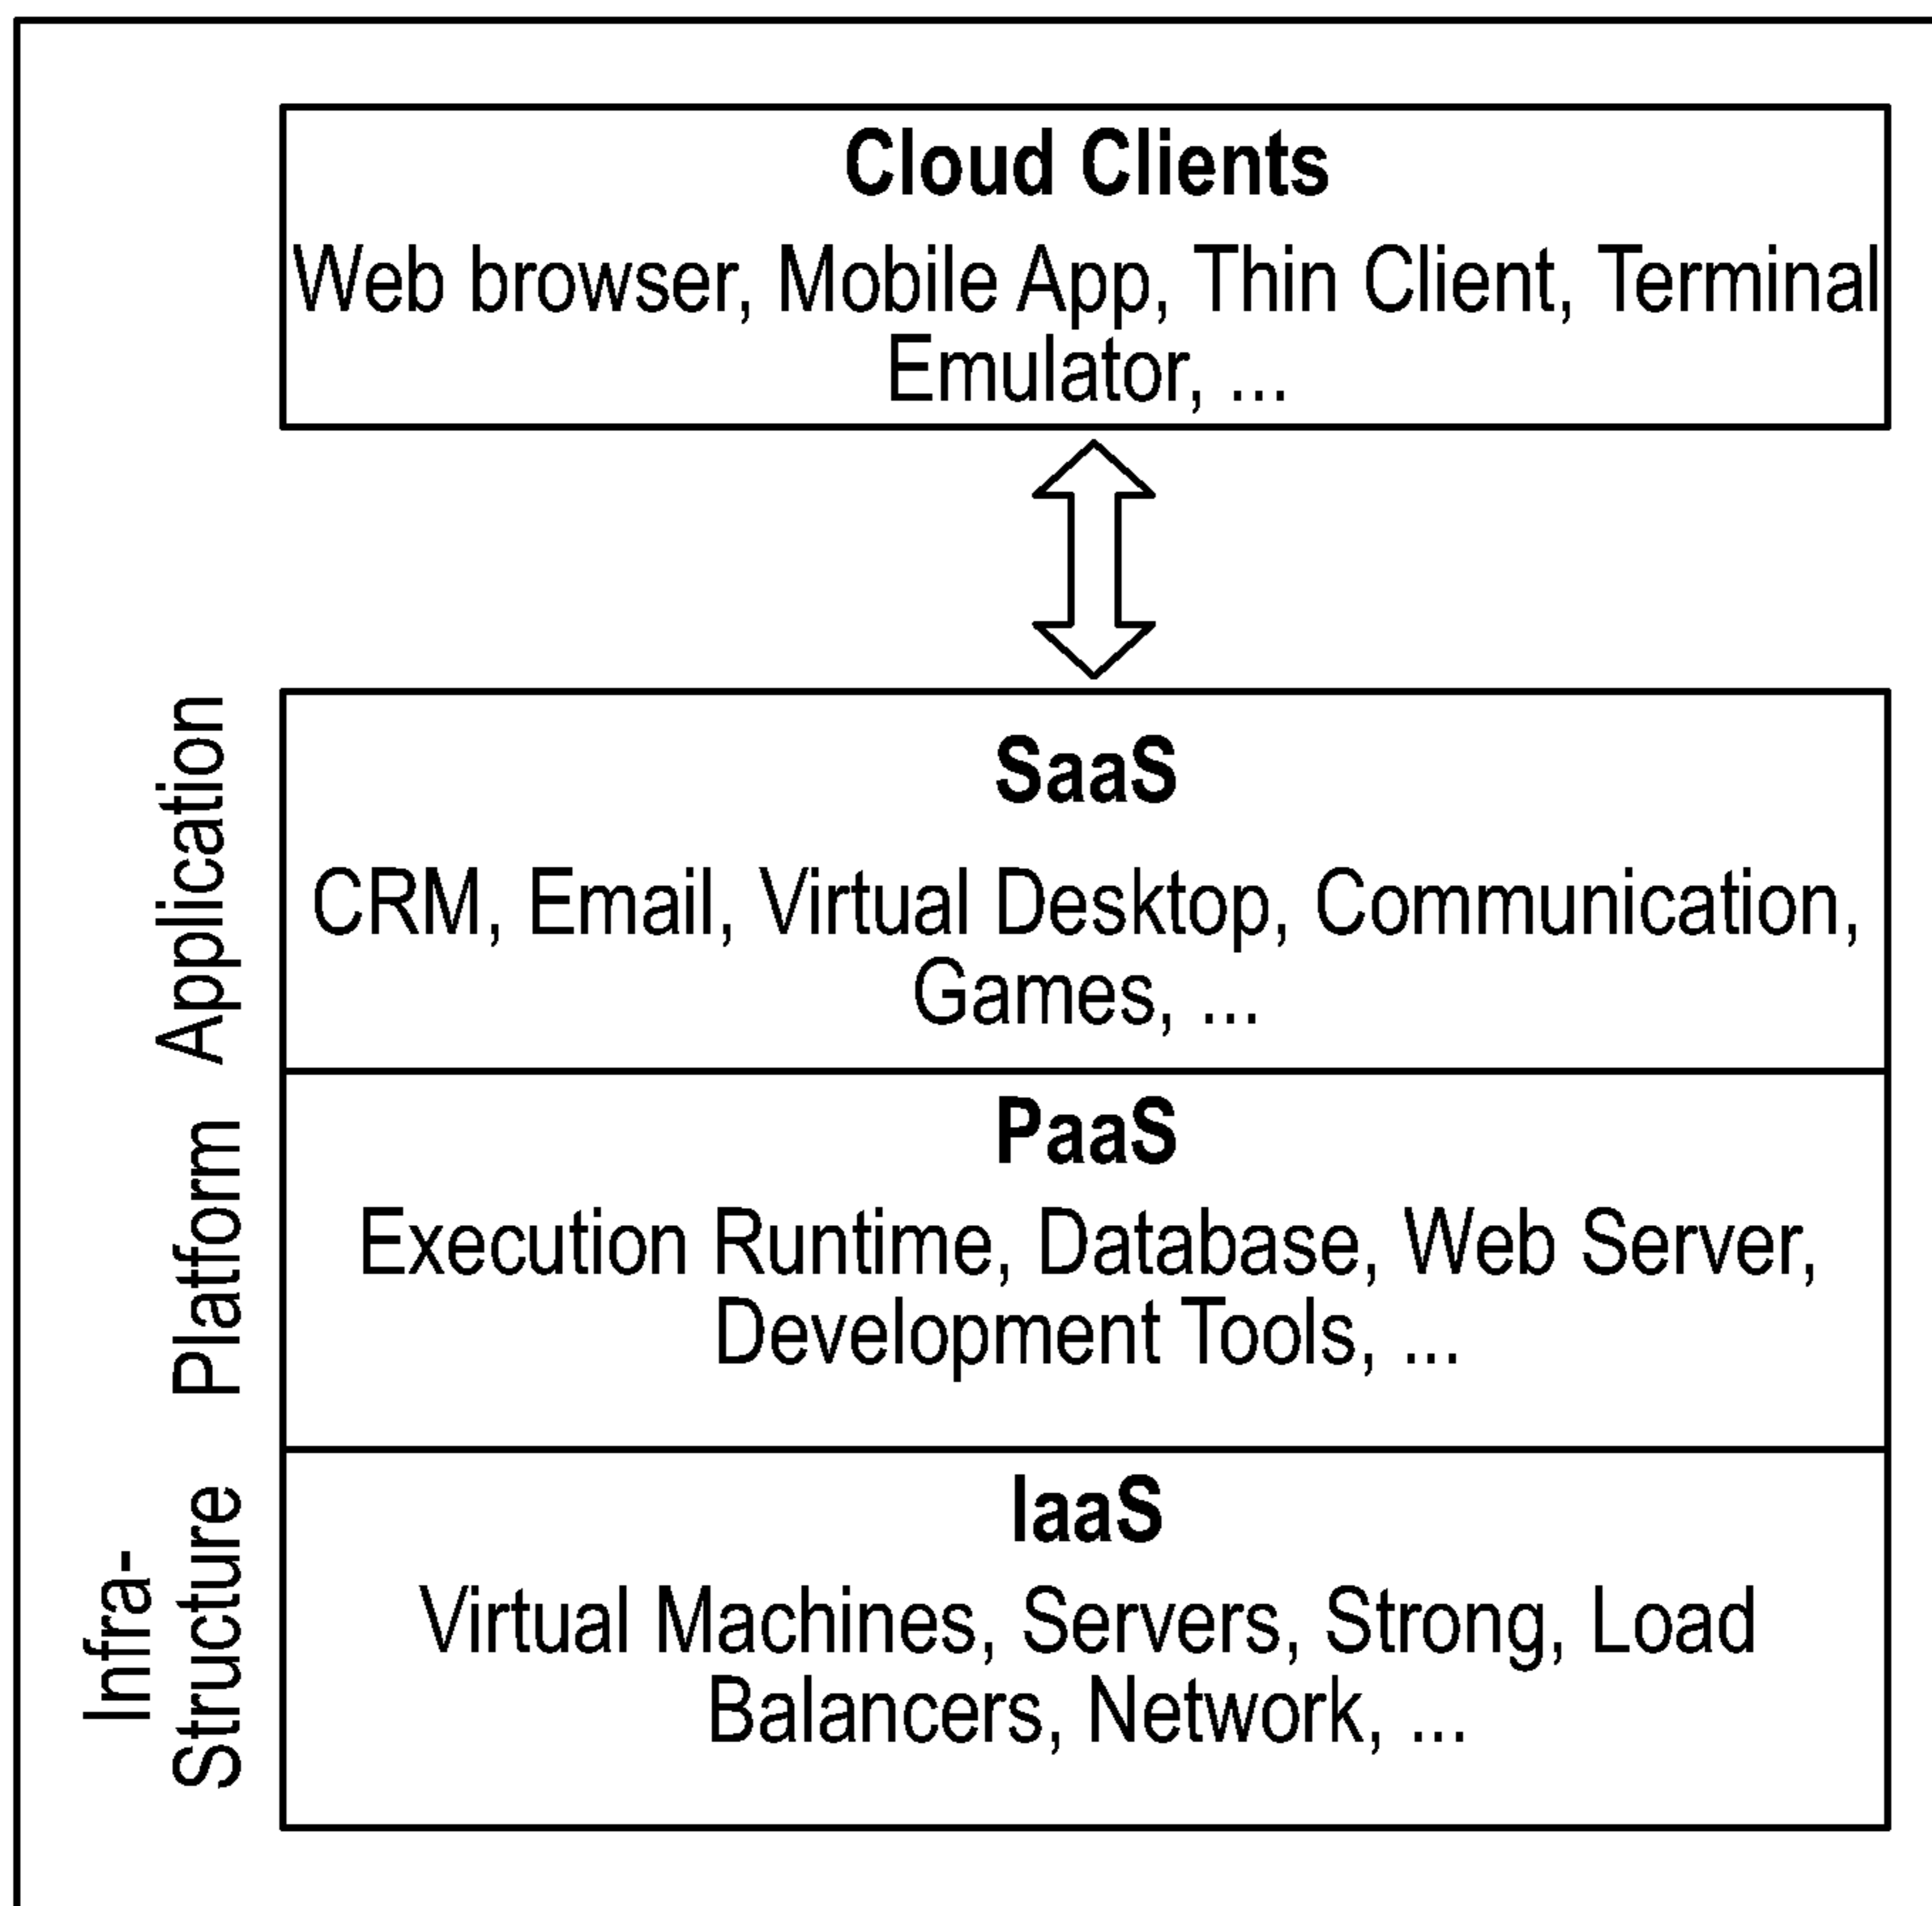 Cloud Clients
Web browser, Mobile App, Thin Client, Terminal
Emulator, ...
Application
SaaS
CRM, Email, Virtual Desktop, Communication,
Games, ...
Platform
PaaS
Execution Runtime, Database, Web Server,
Development Tools, ...
Infra-
Structure
IaaS
Virtual Machines, Servers, Strong, Load
Balancers, Network, ...